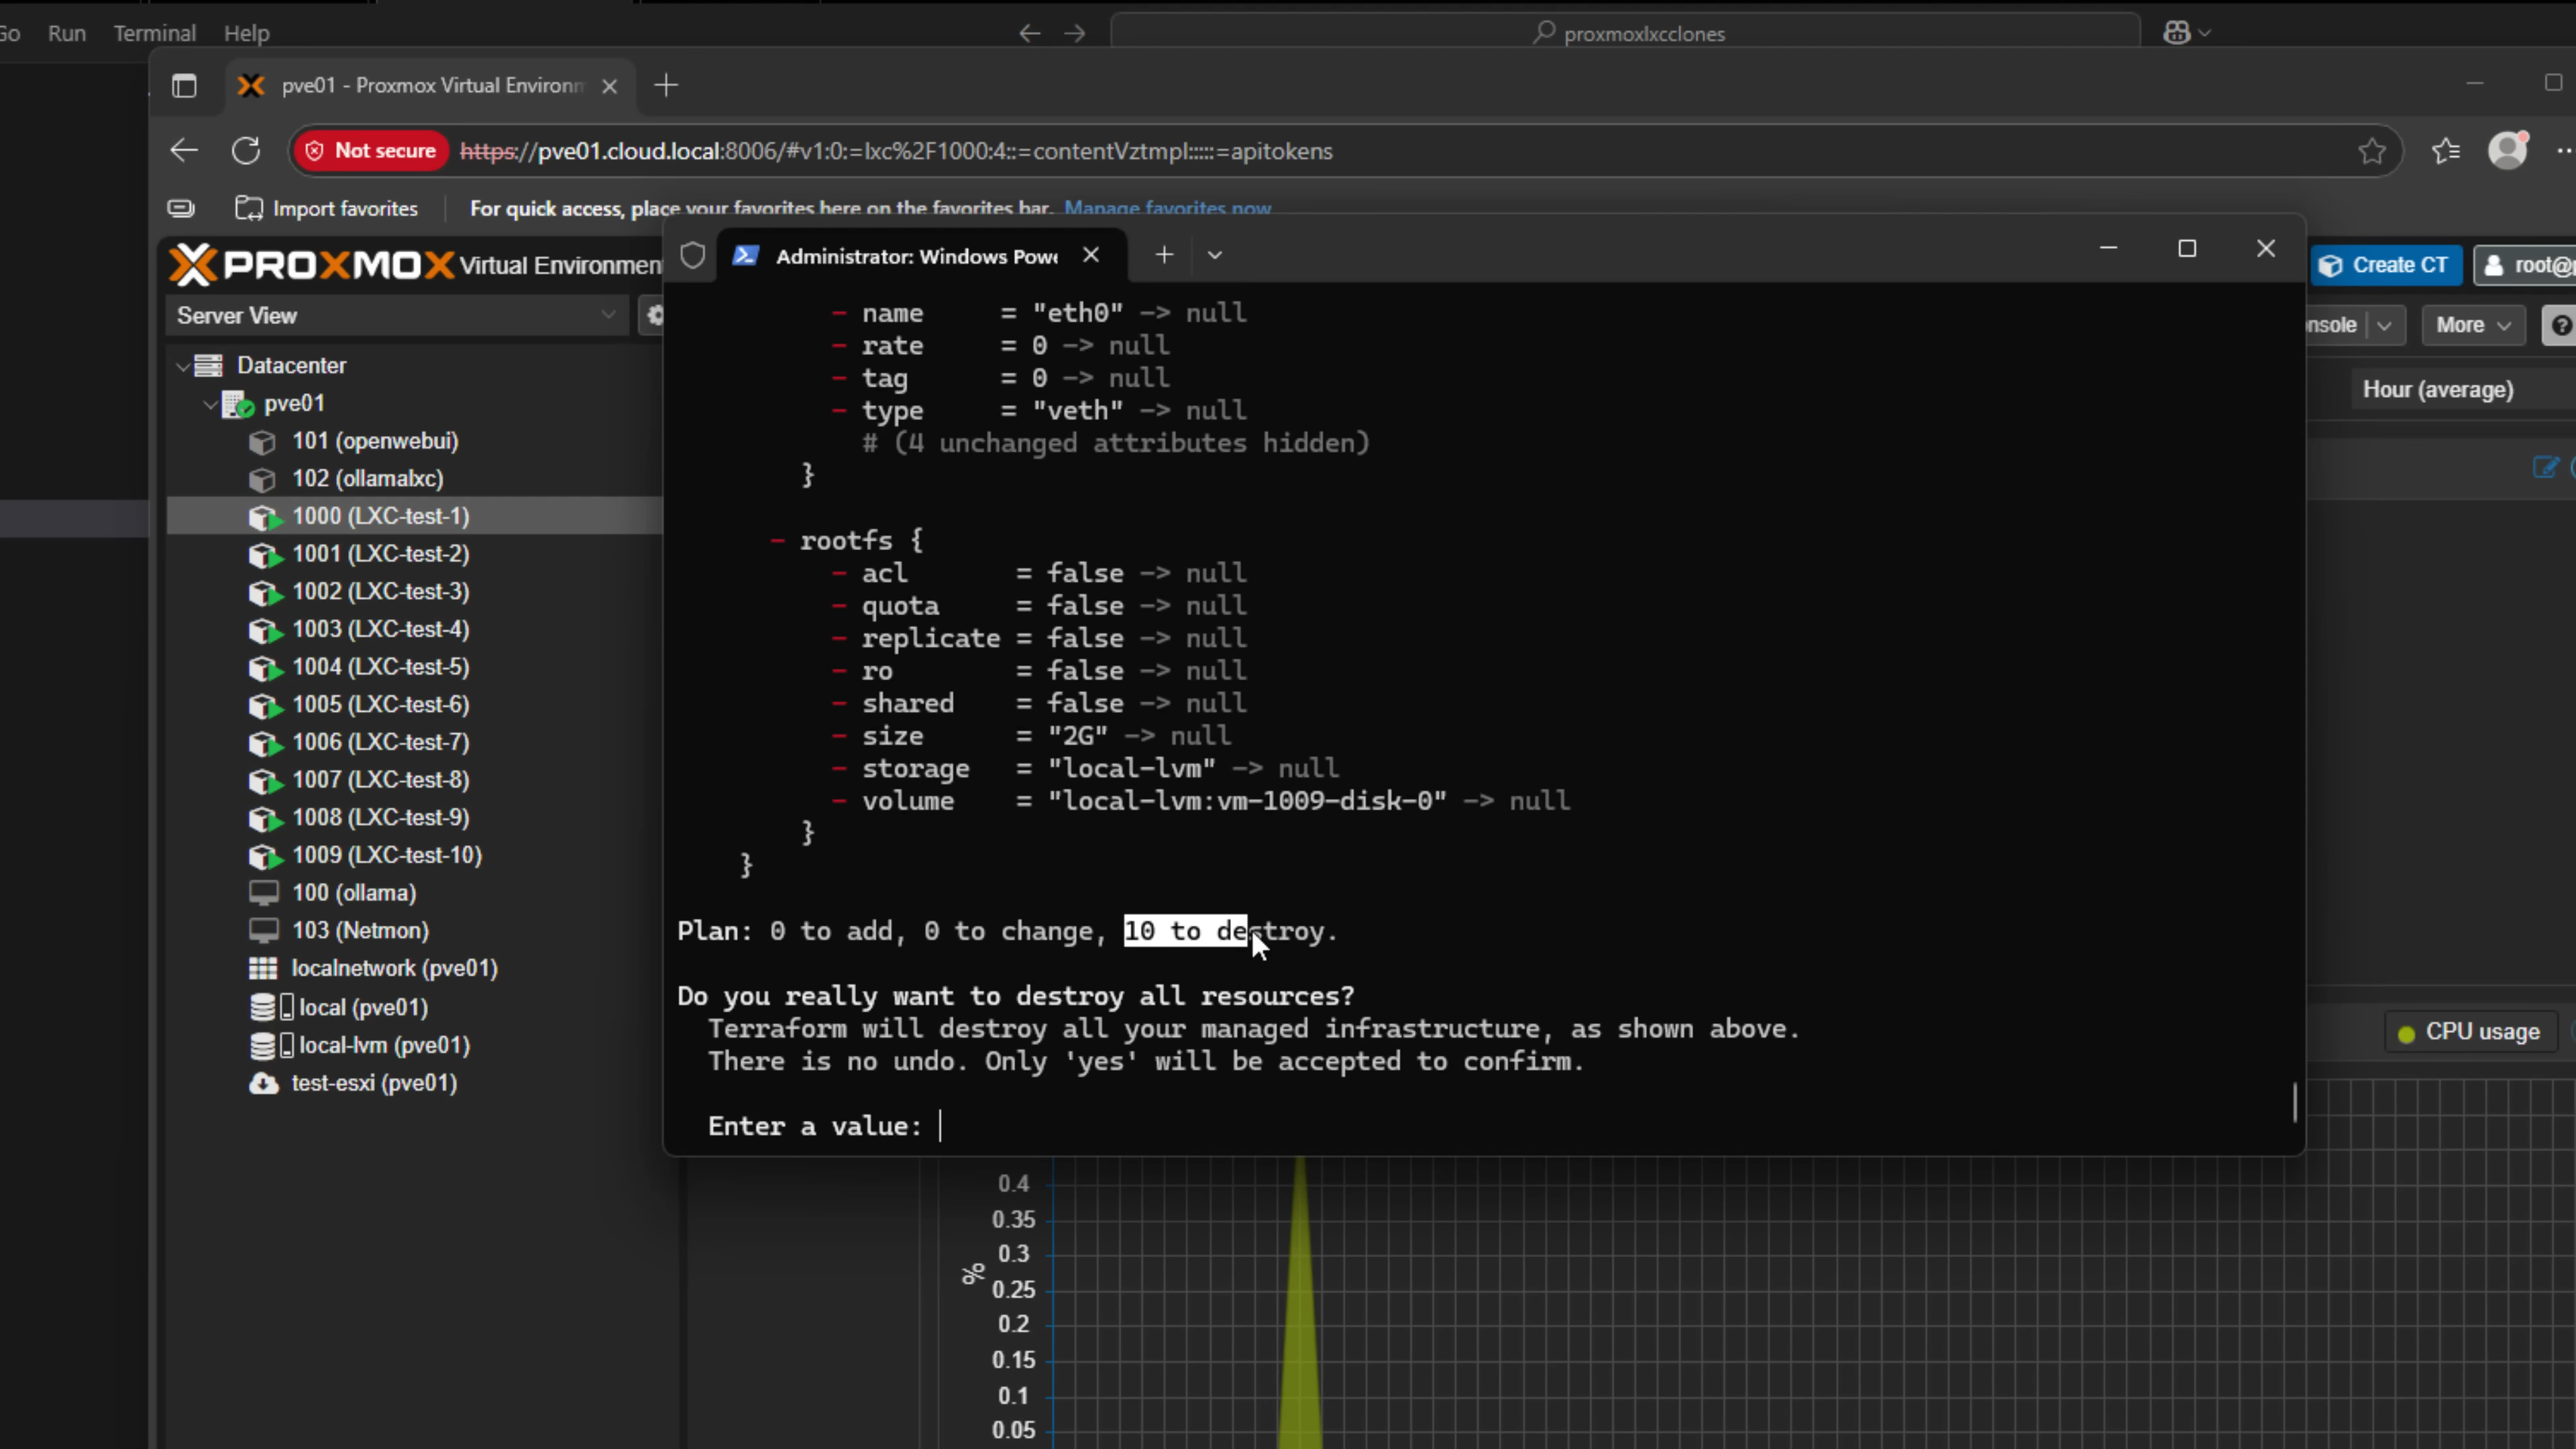 Run Terminal Help
proxmoxlxcclones
pve01 - Proxmox Virtual Environ
Not secure https://pve01.cloud.local:8006/#v1:0:=lxc%2F1000:4::=contentVztmpl:::::=apitokens
Import favorites For quick access, place your favorites here on the favorites bar. Manage favorites now
PROXMOX Virtual Environmen
Administrator: Windows Powe
Create CT root@p
Server View
nsole More
Hour (average)
Datacenter
pve01
101 (openwebui)
102 (ollamalxc)
1000 (LXC-test-1)
1001 (LXC-test-2)
1002 (LXC-test-3)
1003 (LXC-test-4)
1004 (LXC-test-5)
1005 (LXC-test-6)
1006 (LXC-test-7)
1007 (LXC-test-8)
1008 (LXC-test-9)
1009 (LXC-test-10)
100 (ollama)
103 (Netmon)
localnetwork (pve01)
local (pve01)
local-lvm (pve01)
test-esxi (pve01)
- name = "eth0" -> null
- rate = 0 -> null
- tag = 0 -> null
- type = "veth" -> null
# (4 unchanged attributes hidden)
}
- rootfs {
- acl = false -> null
- quota = false -> null
- replicate = false -> null
- ro = false -> null
- shared = false -> null
- size = "2G" -> null
- storage = "local-lvm" -> null
- volume = "local-lvm:vm-1009-disk-0" -> null
}
}
Plan: 0 to add, 0 to change, 10 to destroy.
Do you really want to destroy all resources?
Terraform will destroy all your managed infrastructure, as shown above.
There is no undo. Only 'yes' will be accepted to confirm.
Enter a value:
CPU usage
0.4
0.35
0.3
%
0.25
0.2
0.15
0.1
0.05